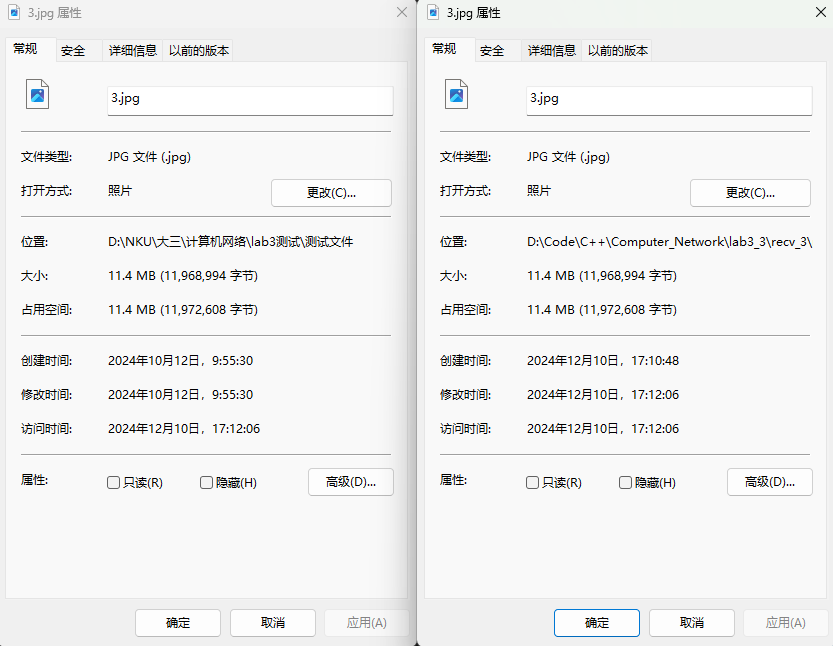 3.jpg 属性
常规 安全 详细信息 以前的版本
3.jpg
文件类型: JPG 文件 (.jpg)
打开方式: 照片 更改(C)...
位置: D:\NKU\大三\计算机网络\lab3测试\测试文件
大小: 11.4 MB (11,968,994 字节)
占用空间: 11.4 MB (11,972,608 字节)
创建时间: 2024年10月12日，9:55:30
修改时间: 2024年10月12日，9:55:30
访问时间: 2024年12月10日，17:12:06
属性: 只读(R) 隐藏(H) 高级(D)...
确定 取消 应用(A)
3.jpg 属性
常规 安全 详细信息 以前的版本
3.jpg
文件类型: JPG 文件 (.jpg)
打开方式: 照片 更改(C)...
位置: D:\Code\C++\Computer_Network\lab3_3\recv_3\
大小: 11.4 MB (11,968,994 字节)
占用空间: 11.4 MB (11,972,608 字节)
创建时间: 2024年12月10日，17:10:48
修改时间: 2024年12月10日，17:12:06
访问时间: 2024年12月10日，17:12:06
属性: 只读(R) 隐藏(H) 高级(D)...
确定 取消 应用(A)